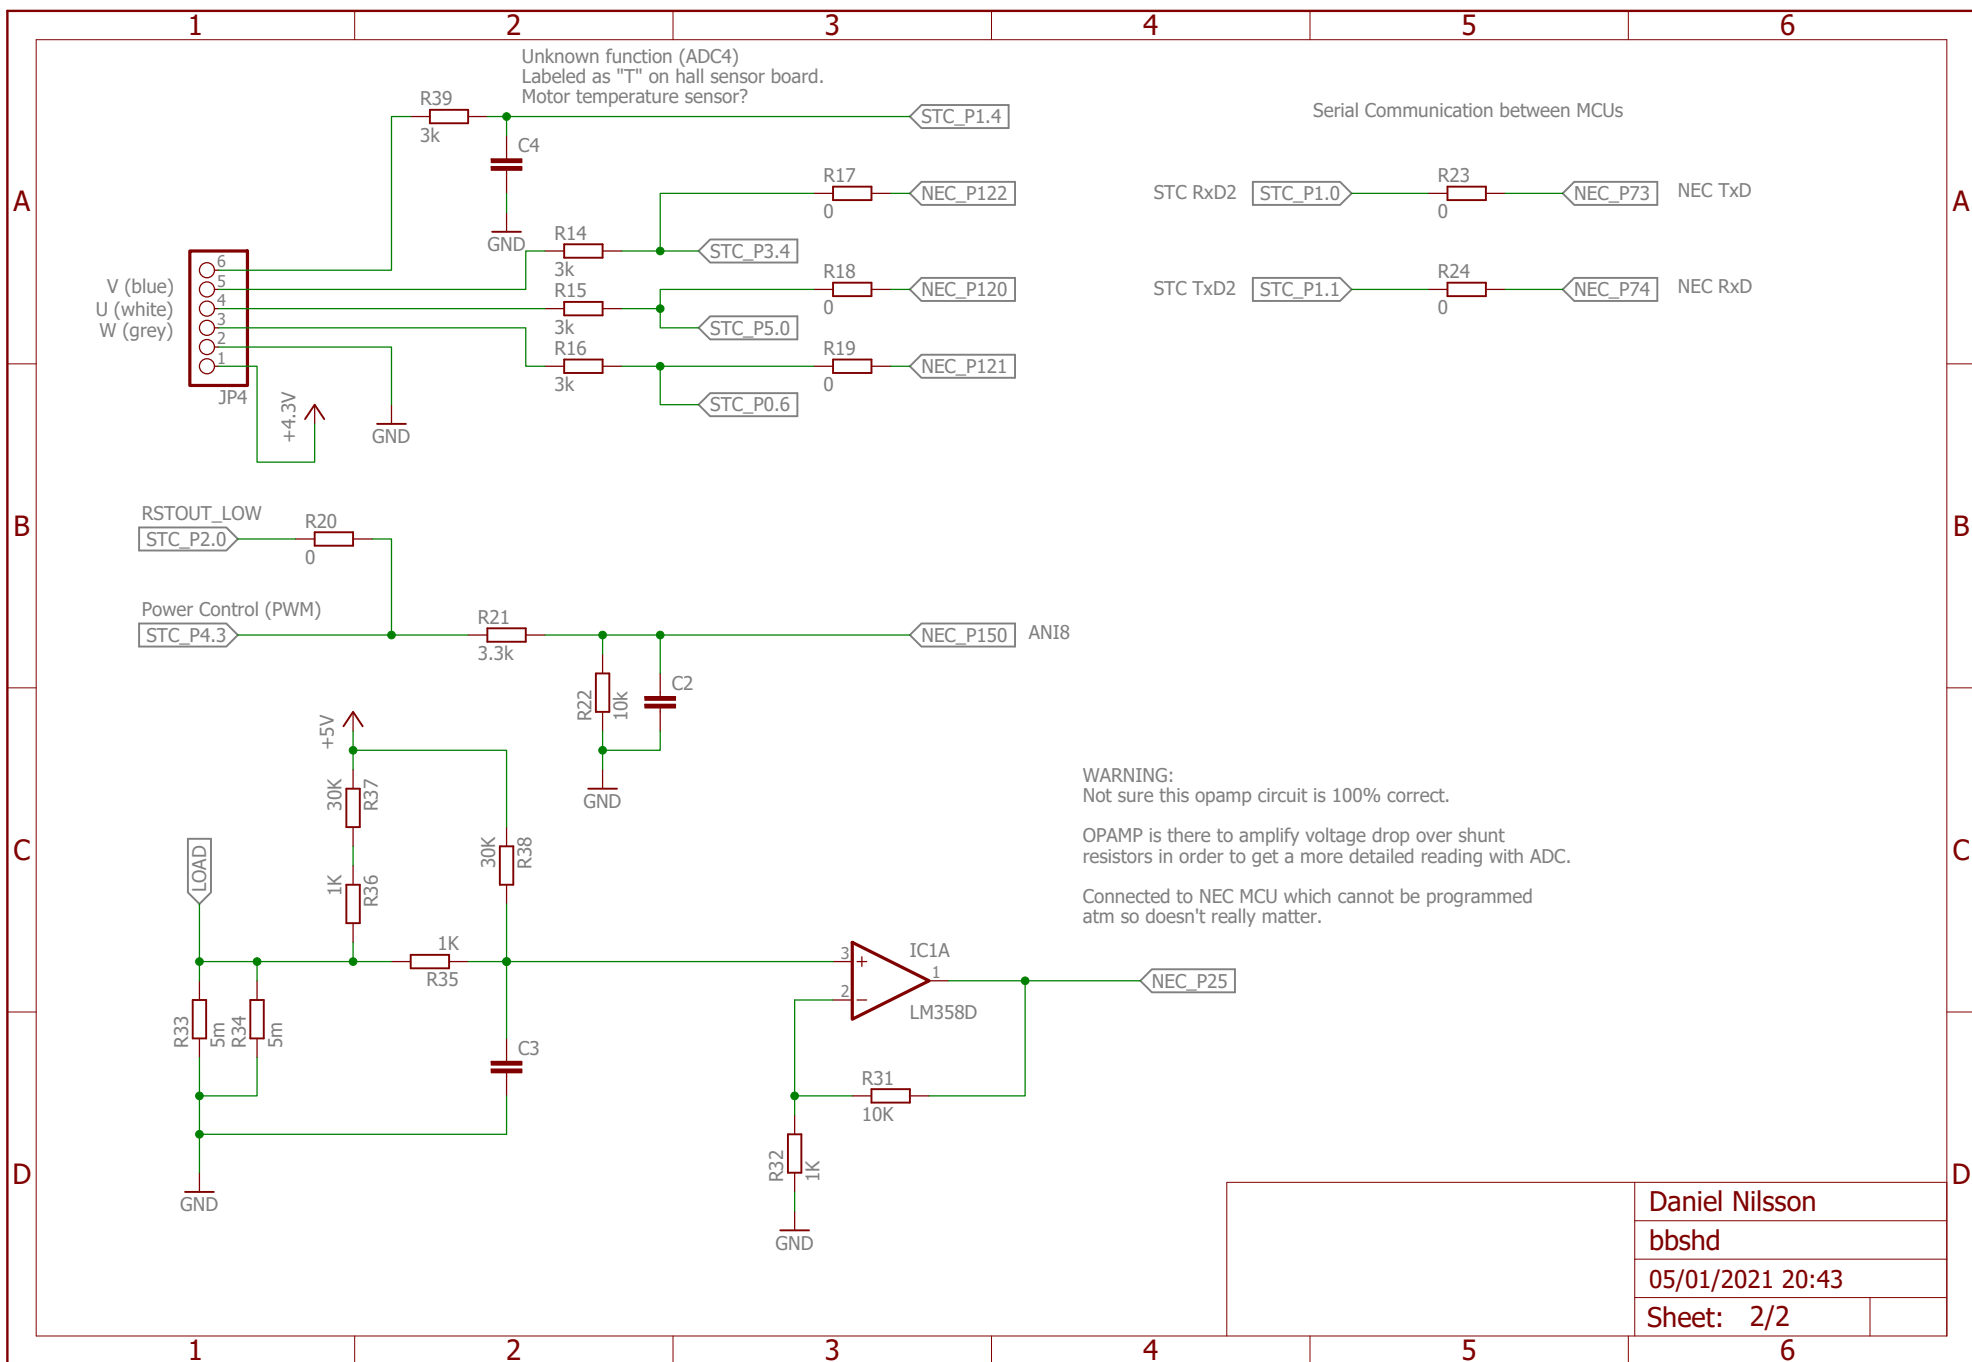 1 2 3 4 5 6
Unknown function (ADC4)
Labeled as "T" on hall sensor board.
Motor temperature sensor?
R39
3k
STC_P1.4
C4
GND
Serial Communication between MCUs
A
A
R17
0
NEC_P122
R14
3k
STC_P3.4
R18
0
NEC_P120
R15
3k
STC_P5.0
R16
3k
R19
0
NEC_P121
STC_P0.6
STC RxD2
STC_P1.0
R23
0
NEC_P73
NEC TxD
STC TxD2
STC_P1.1
R24
0
NEC_P74
NEC RxD
V (blue)
U (white)
W (grey)
6
5
4
3
2
1
JP4
+4.3V
GND
B
B
RSTOUT_LOW
STC_P2.0
R20
0
Power Control (PWM)
STC_P4.3
R21
3.3k
NEC_P150
ANI8
R22
10k
C2
GND
+5V
30K
R37
1K
R36
30K
R38
C
C
LOAD
1K
R35
WARNING:
Not sure this opamp circuit is 100% correct.
OPAMP is there to amplify voltage drop over shunt
resistors in order to get a more detailed reading with ADC.
Connected to NEC MCU which cannot be programmed
atm so doesn't really matter.
3
+
2
−
1
IC1A
LM358D
NEC_P25
R33
5m
R34
5m
C3
R31
10K
R32
1K
GND
GND
D
D
Daniel Nilsson
bbshd
05/01/2021 20:43
Sheet: 2/2
1 2 3 4 5 6